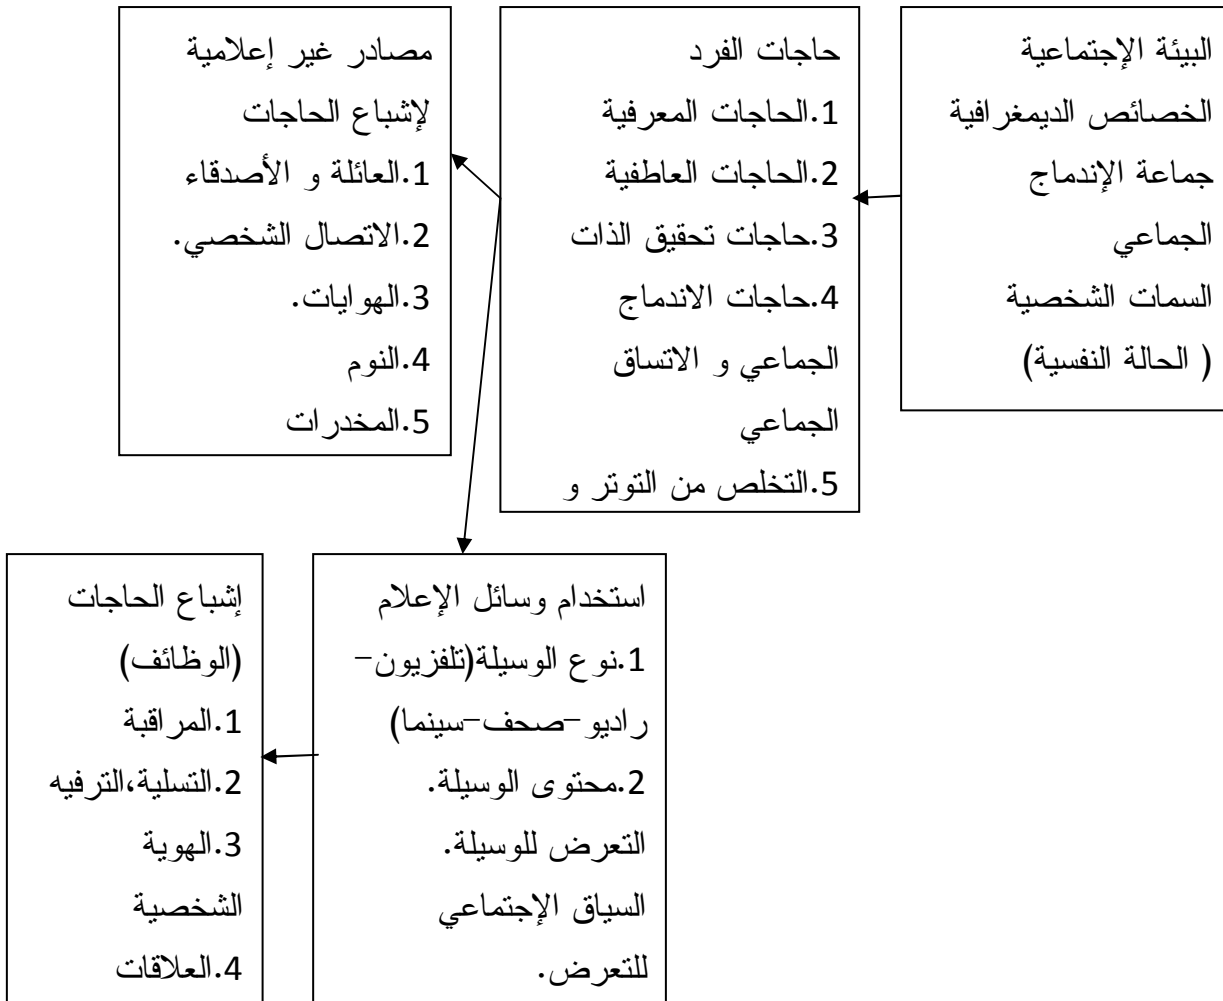 البيئة الإجتماعية
الخصائص الديمغرافية
جماعة الإندماج
الجماعي
السمات الشخصية
( الحالة النفسية)
حاجات الفرد
1.الحاجات المعرفية
2.الحاجات العاطفية
3.حاجات تحقيق الذات
4.حاجات الاندماج
الجماعي و الاتساق
الجماعي
5.التخلص من التوتر و
مصادر غير إعلامية
لإشباع الحاجات
1.العائلة و الأصدقاء
2.الاتصال الشخصي.
3.الهوايات.
4.النوم
5.المخدرات
استخدام وسائل الإعلام
1.نوع الوسيلة(تلفزيون–
راديو–صحف–سينما)
2.محتوى الوسيلة.
التعرض للوسيلة.
السياق الإجتماعي
للتعرض.
إشباع الحاجات
(الوظائف)
1.المراقبة
2.التسلية،الترفيه
3.الهوية
الشخصية
4.العلاقات